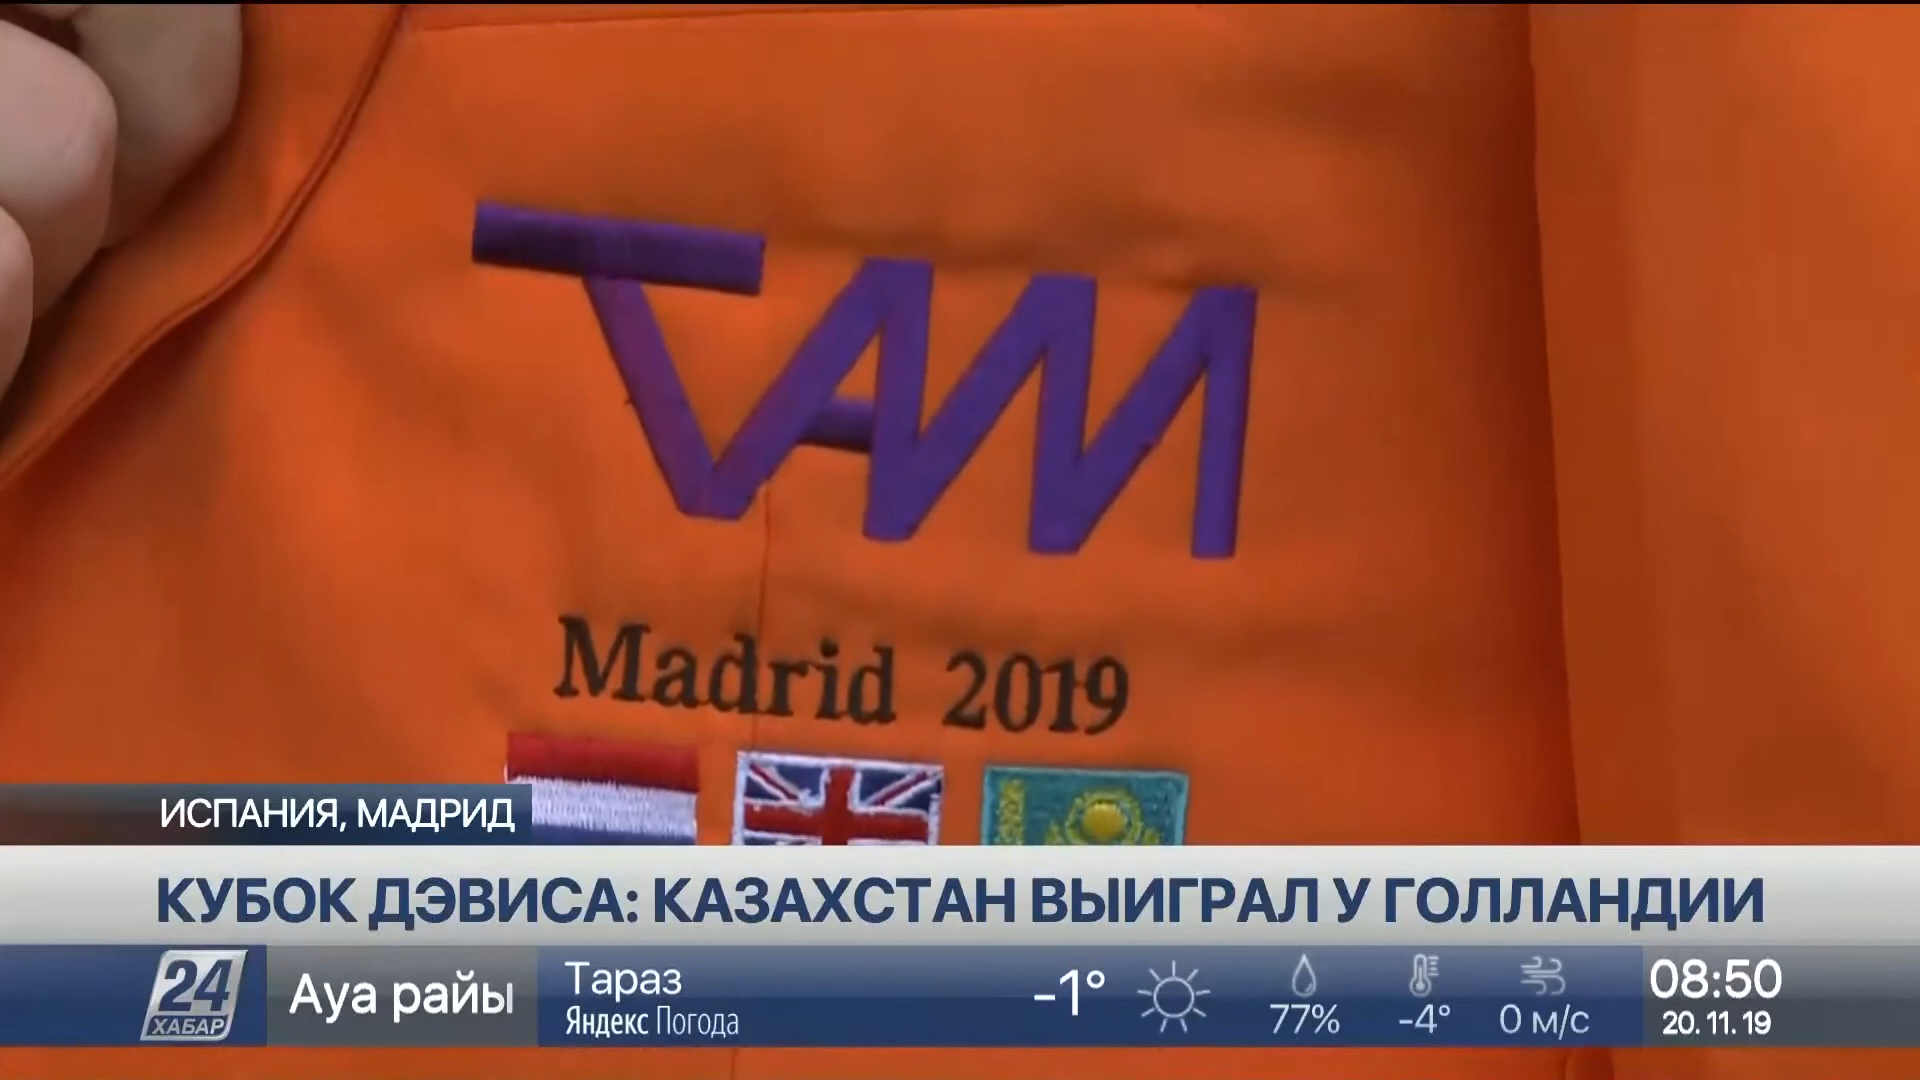 TAM
Madrid 2019
ИСПАНИЯ, МАДРИД
КУБОК ДЭВИСА: КАЗАХСТАН ВЫИГРАЛ У ГОЛЛАНДИИ
24 ХАБАР
Ауа райы
Тараз
Яндекс Погода
-1°
77%
-4°
0 м/с
08:50
20.11.19